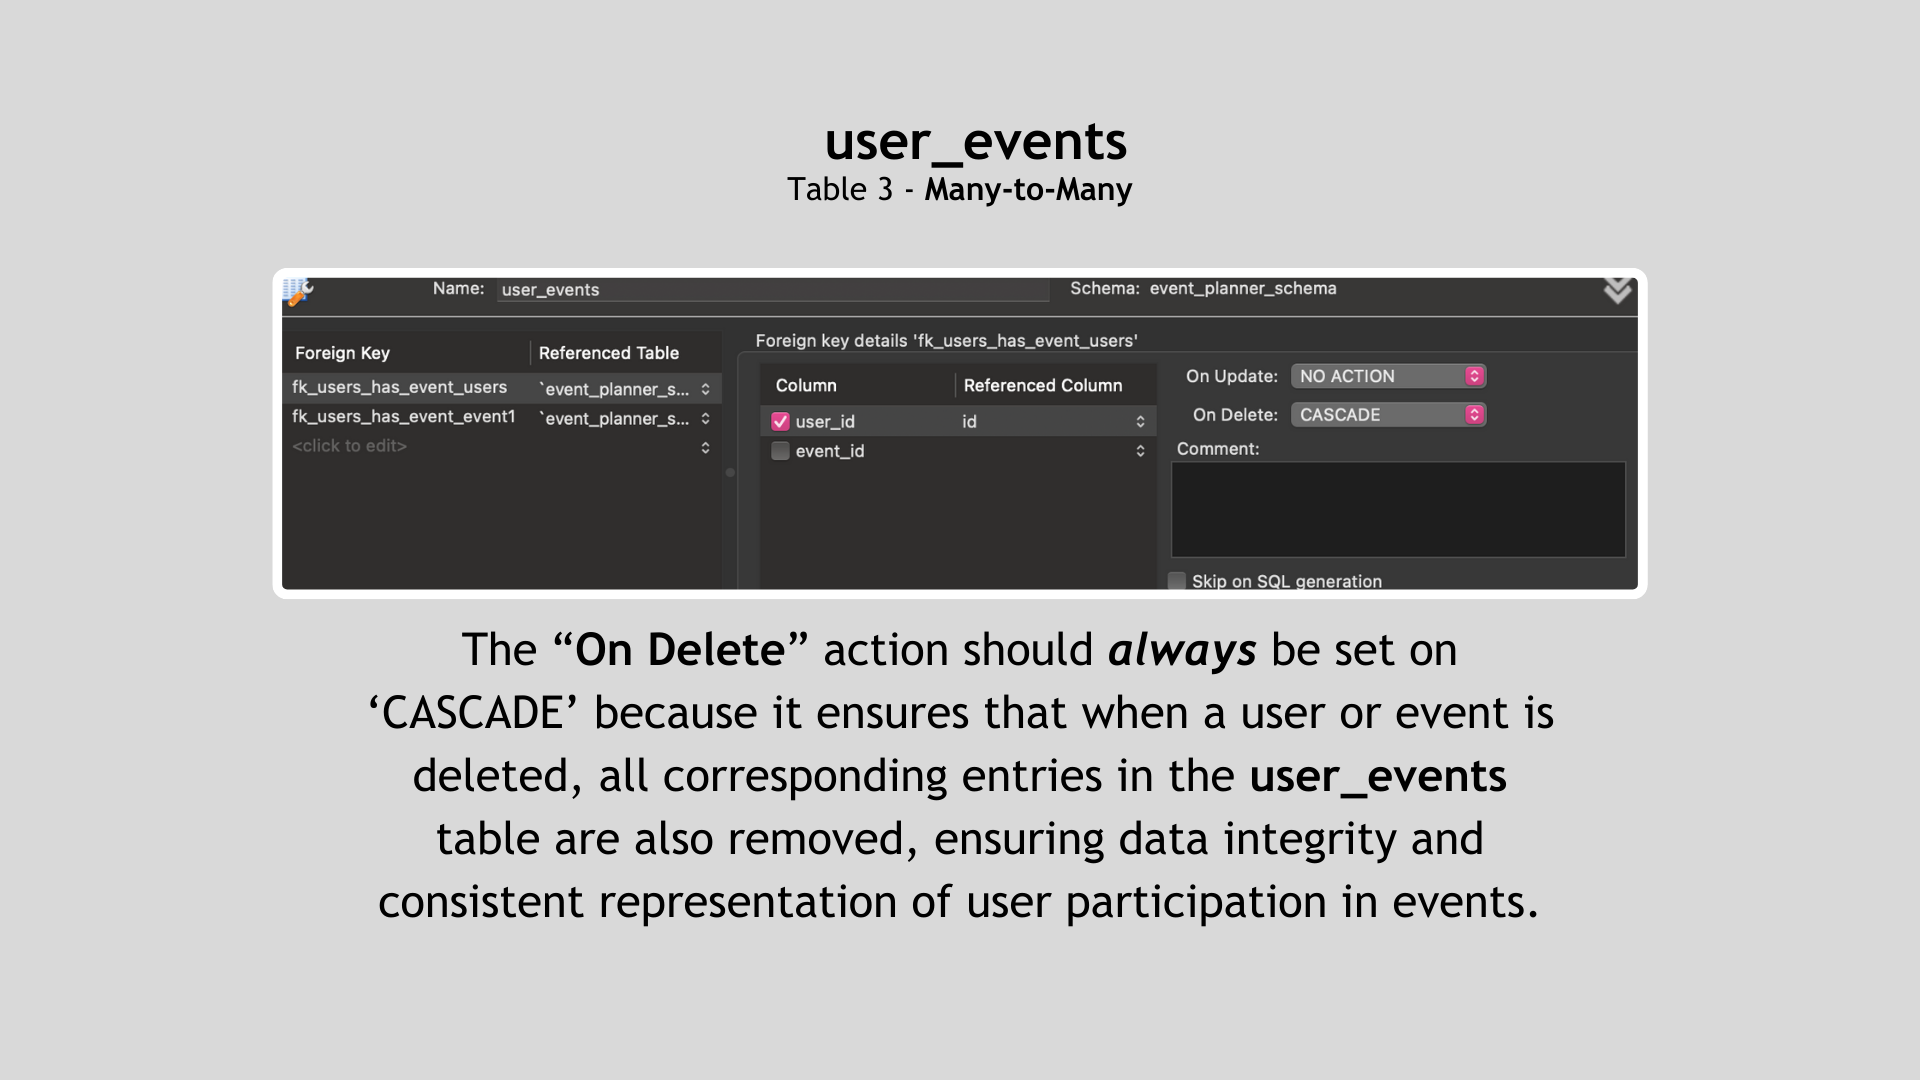 user_events
Table 3 - Many-to-Many
Name: user_events Schema: event_planner_schema
Foreign Key Referenced Table
fk_users_has_event_users `event_planner_s...
fk_users_has_event_event1 `event_planner_s...
<click to edit>
Foreign key details 'fk_users_has_event_users'
Column Referenced Column
user_id id
event_id
On Update: NO ACTION
On Delete: CASCADE
Comment:
Skip on SQL generation
The “On Delete” action should always be set on
‘CASCADE’ because it ensures that when a user or event is
deleted, all corresponding entries in the user_events
table are also removed, ensuring data integrity and
consistent representation of user participation in events.